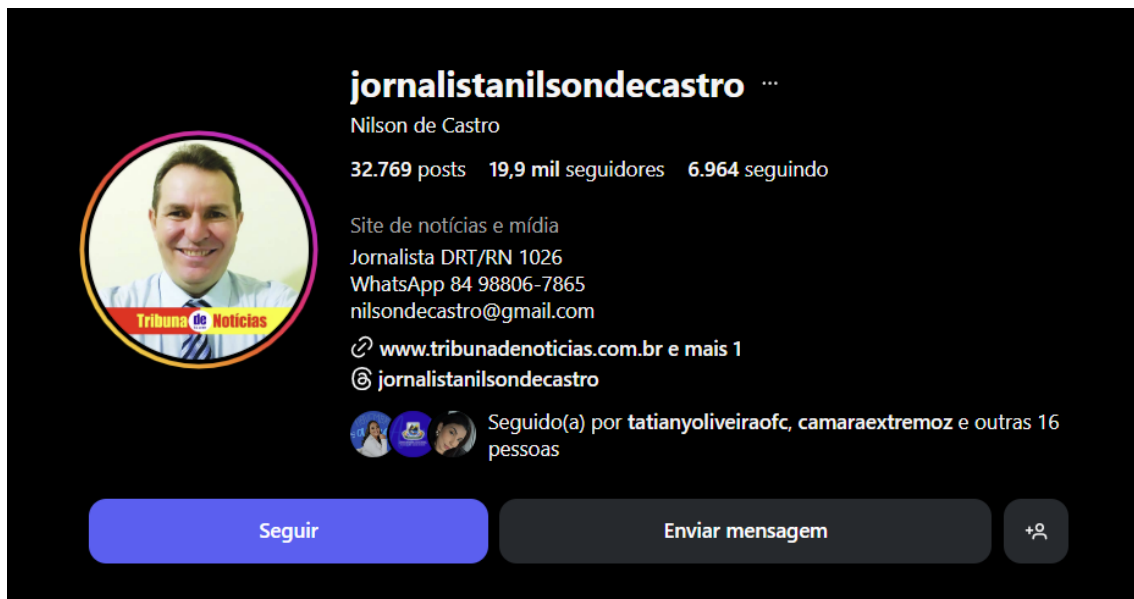 jornalistanilsondecastro ...
Nilson de Castro
32.769 posts 19,9 mil seguidores 6.964 seguindo
Site de notícias e mídia
Jornalista DRT/RN 1026
WhatsApp 84 98806-7865
nilsondecastro@gmail.com
www.tribunadenoticias.com.br e mais 1
jornalistanilsondecastro
Tribuna de Notícias
Seguido(a) por tatianyoliveiraofc, camaraextremoz e outras 16
pessoas
Seguir Enviar mensagem